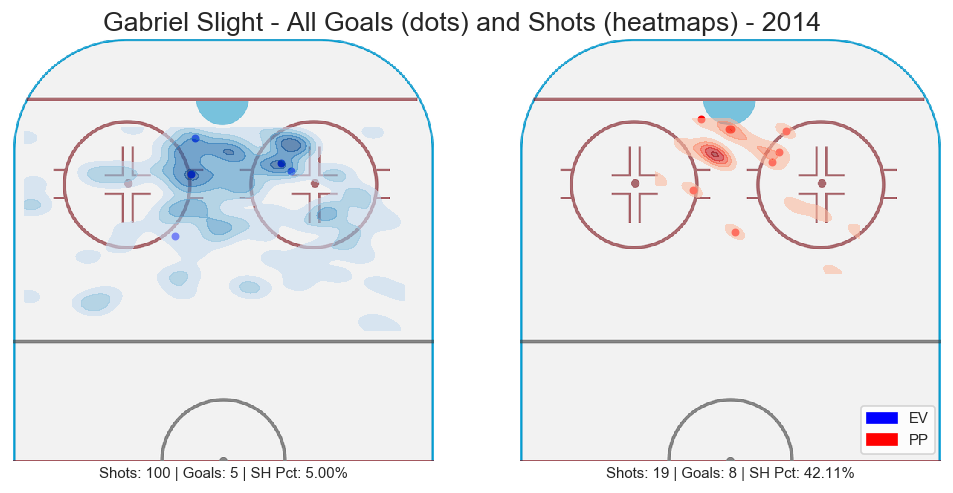 Gabriel Slight - All Goals (dots) and Shots (heatmaps) - 2014
EV
PP
Shots: 100 | Goals: 5 | SH Pct: 5.00%
Shots: 19 | Goals: 8 | SH Pct: 42.11%